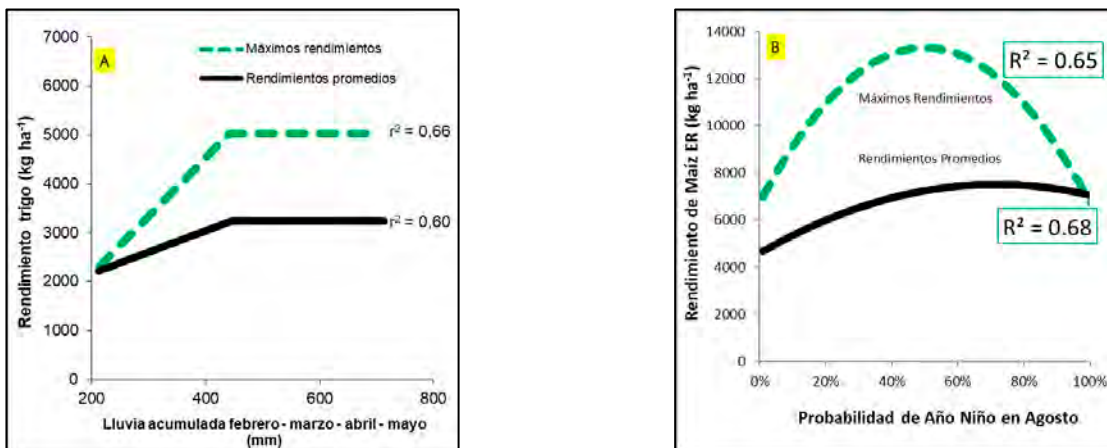 A
Rendimiento trigo (kg ha⁻¹)
7000
6000
5000
4000
3000
2000
1000
0
Máximos rendimientos
Rendimientos promedios
r² = 0,66
r² = 0,60
200
400
600
800
Lluvia acumulada febrero - marzo - abril - mayo
(mm)
B
Rendimiento de Maíz ER (kg ha⁻¹)
14000
12000
10000
8000
6000
4000
2000
0
R² = 0.65
Máximos Rendimientos
Rendimientos Promedios
R² = 0.68
0%
20%
40%
60%
80%
100%
Probabilidad de Año Niño en Agosto